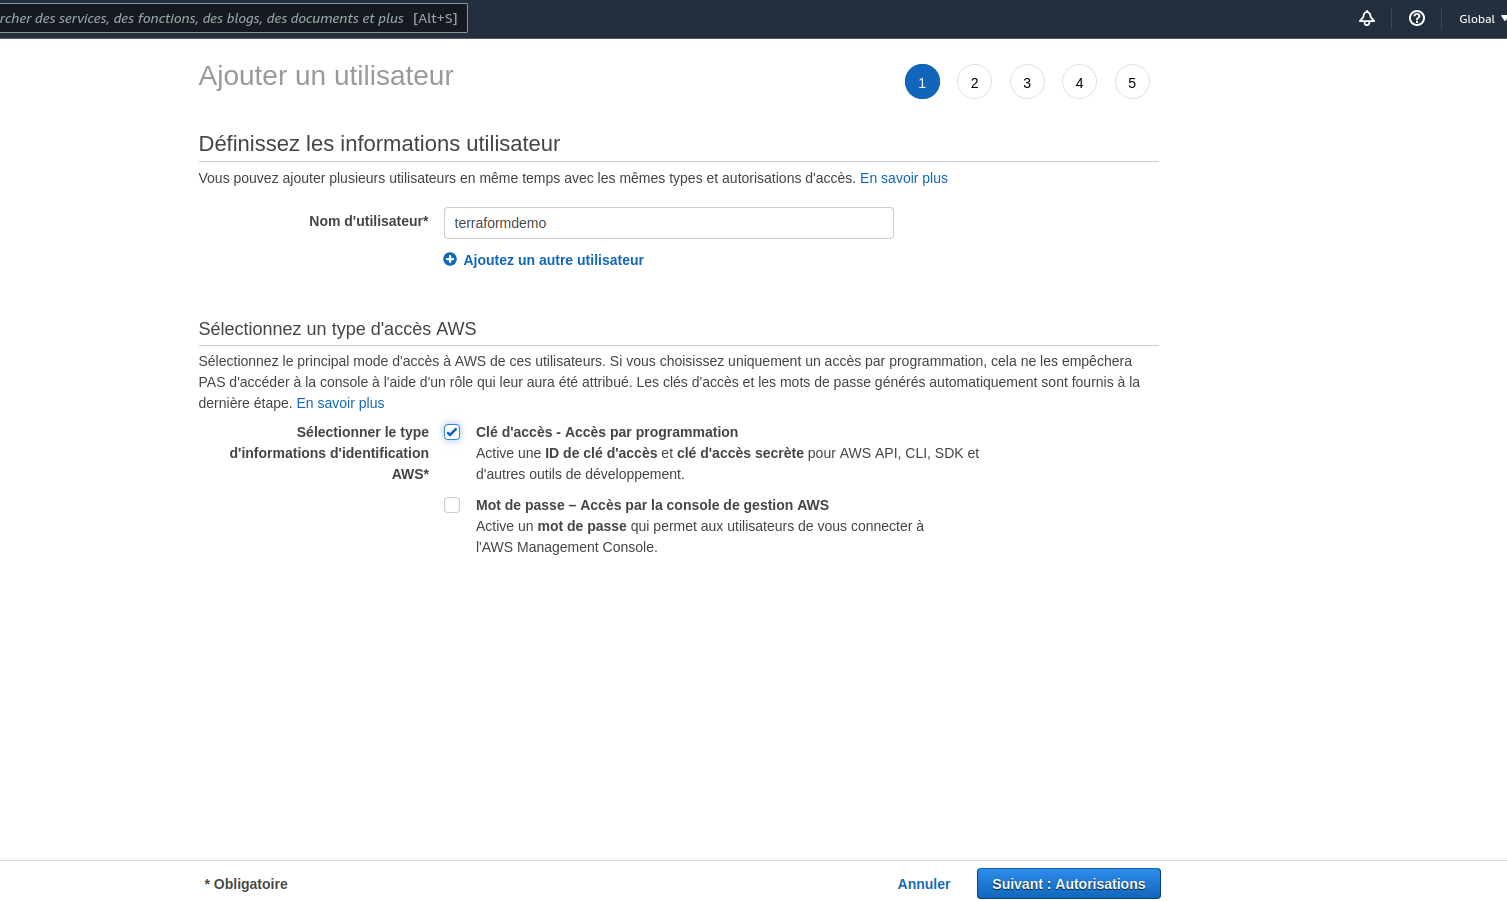 rcher des services, des fonctions, des blogs, des documents et plus [Alt+S]
Global
Ajouter un utilisateur
1 2 3 4 5
Définissez les informations utilisateur
Vous pouvez ajouter plusieurs utilisateurs en même temps avec les mêmes types et autorisations d'accès. En savoir plus
Nom d'utilisateur* terraformdemo
Ajoutez un autre utilisateur
Sélectionnez un type d'accès AWS
Sélectionnez le principal mode d'accès à AWS de ces utilisateurs. Si vous choisissez uniquement un accès par programmation, cela ne les empêchera
PAS d'accéder à la console à l'aide d'un rôle qui leur aura été attribué. Les clés d'accès et les mots de passe générés automatiquement sont fournis à la
dernière étape. En savoir plus
Sélectionner le type
d'informations d'identification
AWS*
Clé d'accès - Accès par programmation
Active une ID de clé d'accès et clé d'accès secrète pour AWS API, CLI, SDK et
d'autres outils de développement.
Mot de passe – Accès par la console de gestion AWS
Active un mot de passe qui permet aux utilisateurs de vous connecter à
l'AWS Management Console.
* Obligatoire
Annuler
Suivant : Autorisations